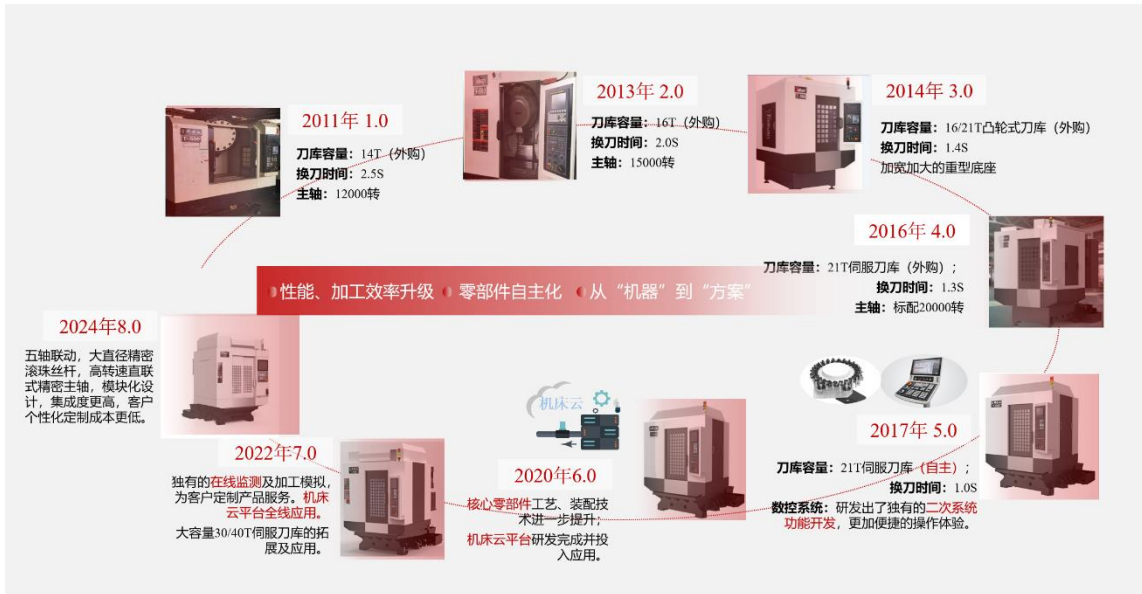 2011年 1.0
刀库容量：14T（外购）
换刀时间：2.5S
主轴：12000转
2013年 2.0
刀库容量：16T（外购）
换刀时间：2.0S
主轴：15000转
2014年 3.0
刀库容量：16/21T凸轮式刀库（外购）
换刀时间：1.4S
加宽加大的重型底座
2016年 4.0
刀库容量：21T伺服刀库（外购）；
换刀时间：1.3S
主轴：标配20000转
性能、加工效率升级 零部件自主化 从“机器”到“方案”
2017年 5.0
刀库容量：21T伺服刀库（自主）；
换刀时间：1.0S
数控系统：研发出了独有的二次系统
功能开发，更加便捷的操作体验。
机床云
2020年6.0
核心零部件工艺、装配技
术进一步提升；
机床云平台研发完成并投
入应用。
2022年7.0
独有的在线监测及加工模拟，
为客户定制产品服务。机床
云平台全线应用。
大容量30/40T伺服刀库的拓
展及应用。
2024年8.0
五轴联动，大直径精密
滚珠丝杆，高转速直联
式精密主轴，模块化设
计，集成度更高，客户
个性化定制成本更低。